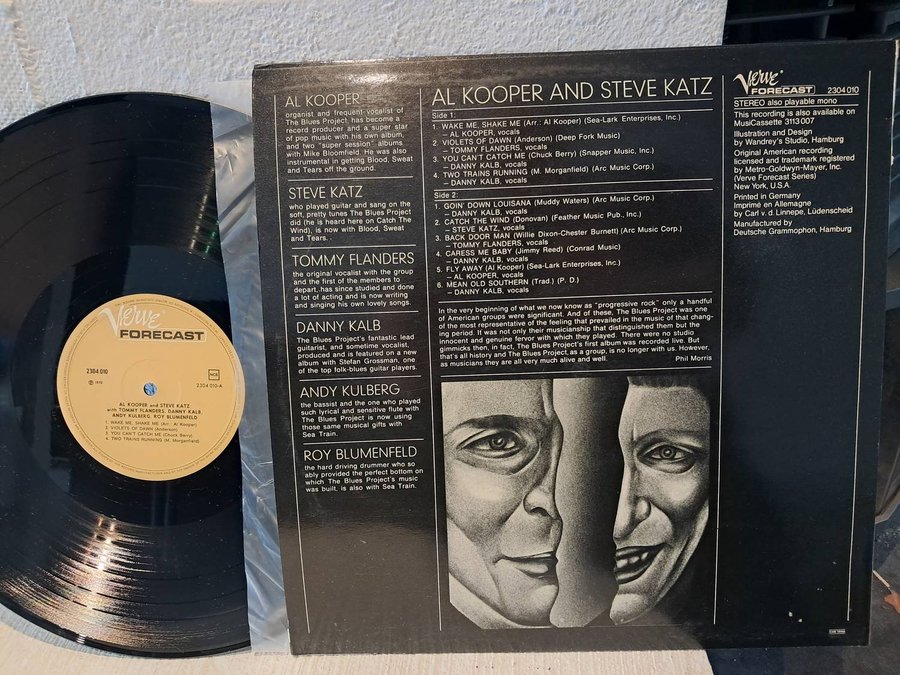 Verve
FORECAST
2304 010
℗ 1970
NCB
2304 010-A
AL KOOPER and STEVE KATZ
with TOMMY FLANDERS, DANNY KALB,
ANDY KULBERG, ROY BLUMENFELD
1. WAKE ME, SHAKE ME (Arr.: Al Kooper)
2. VIOLETS OF DAWN (Anderson)
3. YOU CAN'T CATCH ME (Chuck Berry)
4. TWO TRAINS RUNNING (M. Morganfield)
AL KOOPER
organist and frequent vocalist of
The Blues Project, has become a
record producer and a super star
of pop music with his own album,
and two "super session" albums
with Mike Bloomfield. He was also
instrumental in getting Blood, Sweat
and Tears off the ground.
STEVE KATZ
who played guitar and sang on the
soft, pretty tunes The Blues Project
did (he is heard here on Catch The
Wind), is now with Blood, Sweat
and Tears.
TOMMY FLANDERS
the original vocalist with the group
and the first of the members to
depart, has since studied and done
a lot of acting and is now writing
and singing his own lovely songs.
DANNY KALB
The Blues Project's fantastic lead
guitarist, and sometime vocalist,
produced and is featured on a new
album with Stefan Grossman, one
of the top folk-blues guitar players.
ANDY KULBERG
the bassist and the one who played
such lyrical and sensitive flute with
The Blues Project is now using
those same musical gifts with
Sea Train.
ROY BLUMENFELD
the hard driving drummer who so
ably provided the perfect bottom on
which The Blues Project's music
was built, is also with Sea Train.
AL KOOPER AND STEVE KATZ
Side 1:
1. WAKE ME, SHAKE ME (Arr.: Al Kooper) (Sea-Lark Enterprises, Inc.)
– AL KOOPER, vocals
2. VIOLETS OF DAWN (Anderson) (Deep Fork Music)
– TOMMY FLANDERS, vocals
3. YOU CAN'T CATCH ME (Chuck Berry) (Snapper Music, Inc.)
– DANNY KALB, vocals
4. TWO TRAINS RUNNING (M. Morganfield) (Arc Music Corp.)
– DANNY KALB, vocals
Side 2:
1. GOIN' DOWN LOUISANA (Muddy Waters) (Arc Music Corp.)
– DANNY KALB, vocals
2. CATCH THE WIND (Donovan) (Feather Music Pub., Inc.)
– STEVE KATZ, vocals
3. BACK DOOR MAN (Willie Dixon-Chester Burnett) (Arc Music Corp.)
– TOMMY FLANDERS, vocals
4. CARESS ME BABY (Jimmy Reed) (Conrad Music)
– DANNY KALB, vocals
5. FLY AWAY (Al Kooper) (Sea-Lark Enterprises, Inc.)
– AL KOOPER, vocals
6. MEAN OLD SOUTHERN (Trad.) (P. D.)
– DANNY KALB, vocals
In the very beginning of what we now know as "progressive rock" only a handful
of American groups were significant. And of these, The Blues Project was one
of the most representative of the feeling that prevailed in the music of that chang-
ing period. It was not only their musicianship that distinguished them but the
innocent and genuine fervor with which they played. There were no studio
gimmicks then, in fact, The Blues Project's first album was recorded live. But
that's all history and The Blues Project, as a group, is no longer with us. However,
as musicians they are all very much alive and well.
Phil Morris
Verve
FORECAST 2304 010
STEREO also playable mono
This recording is also available on
MusiCassette 3113 007
Illustration and Design
by Wandrey's Studio, Hamburg
Original American recording
licensed and trademark registered
by Metro-Goldwyn-Mayer, Inc.
(Verve Forecast Series)
New York, U.S.A.
Printed in Germany
Imprimé en Allemagne
by Carl v. d. Linnepe, Lüdenscheid
Manufactured by
Deutsche Grammophon, Hamburg